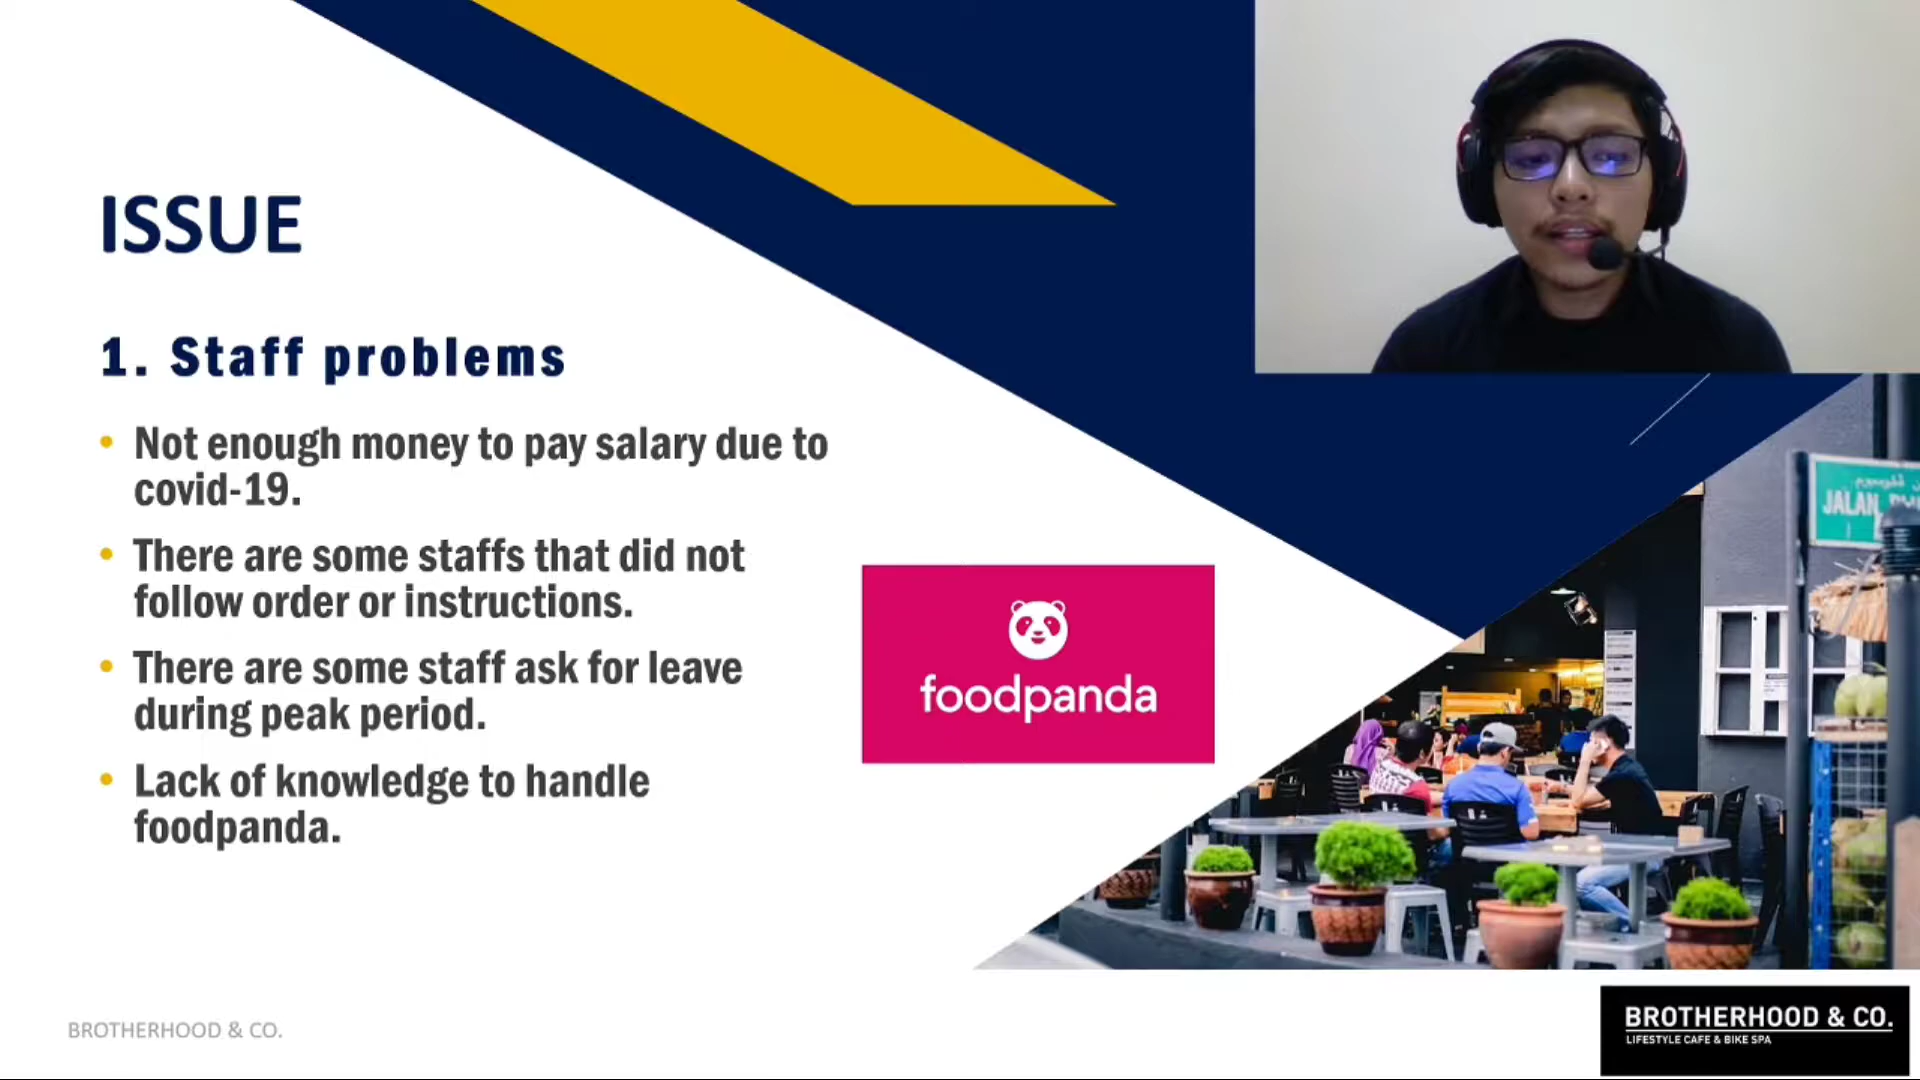 ISSUE
1. Staff problems
• Not enough money to pay salary due to
covid-19.
• There are some staffs that did not
follow order or instructions.
• There are some staff ask for leave
during peak period.
• Lack of knowledge to handle
foodpanda.
foodpanda
JALAN
BROTHERHOOD & CO.
BROTHERHOOD & CO.
LIFESTYLE CAFE & BIKE SPA